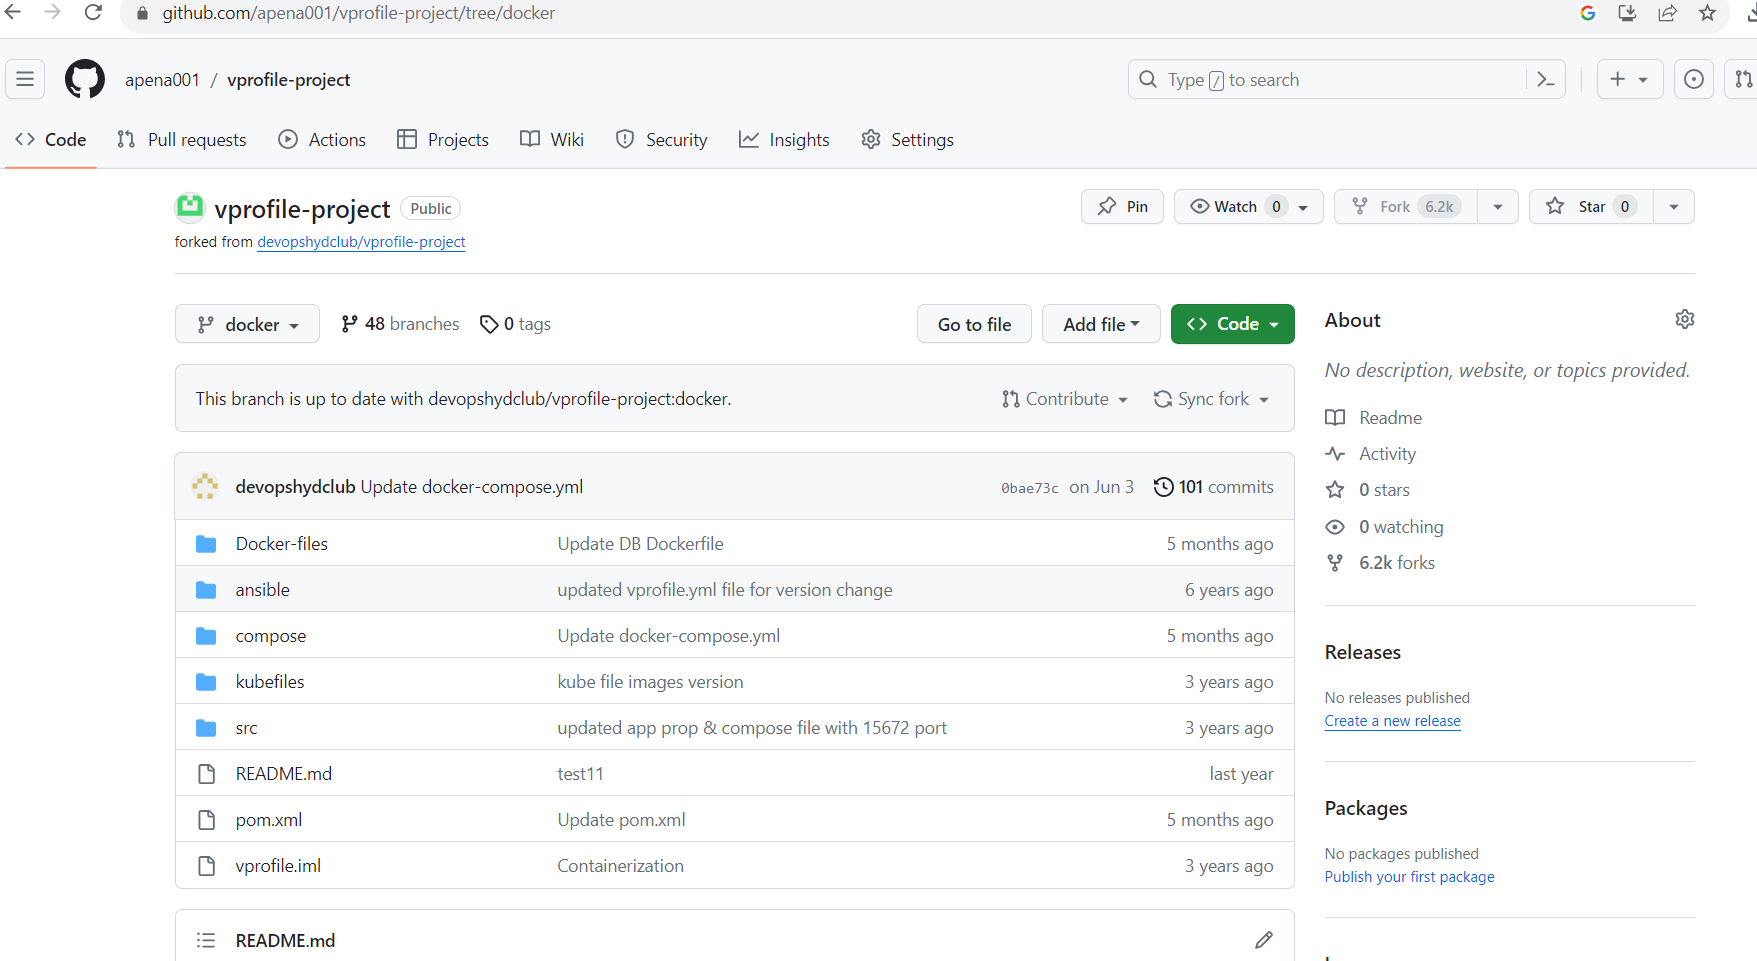 github.com/apena001/vprofile-project/tree/docker
apena001 / vprofile-project
Type / to search
Code Pull requests Actions Projects Wiki Security Insights Settings
vprofile-project Public
Pin Watch 0 Fork 6.2k Star 0
forked from devopshydclub/vprofile-project
docker 48 branches 0 tags Go to file Add file Code
This branch is up to date with devopshydclub/vprofile-project:docker. Contribute Sync fork
devopshydclub Update docker-compose.yml 0bae73c on Jun 3 101 commits
Docker-files Update DB Dockerfile 5 months ago
ansible updated vprofile.yml file for version change 6 years ago
compose Update docker-compose.yml 5 months ago
kubefiles kube file images version 3 years ago
src updated app prop & compose file with 15672 port 3 years ago
README.md test11 last year
pom.xml Update pom.xml 5 months ago
vprofile.iml Containerization 3 years ago
README.md
About
No description, website, or topics provided.
Readme
Activity
0 stars
0 watching
6.2k forks
Releases
No releases published
Create a new release
Packages
No packages published
Publish your first package